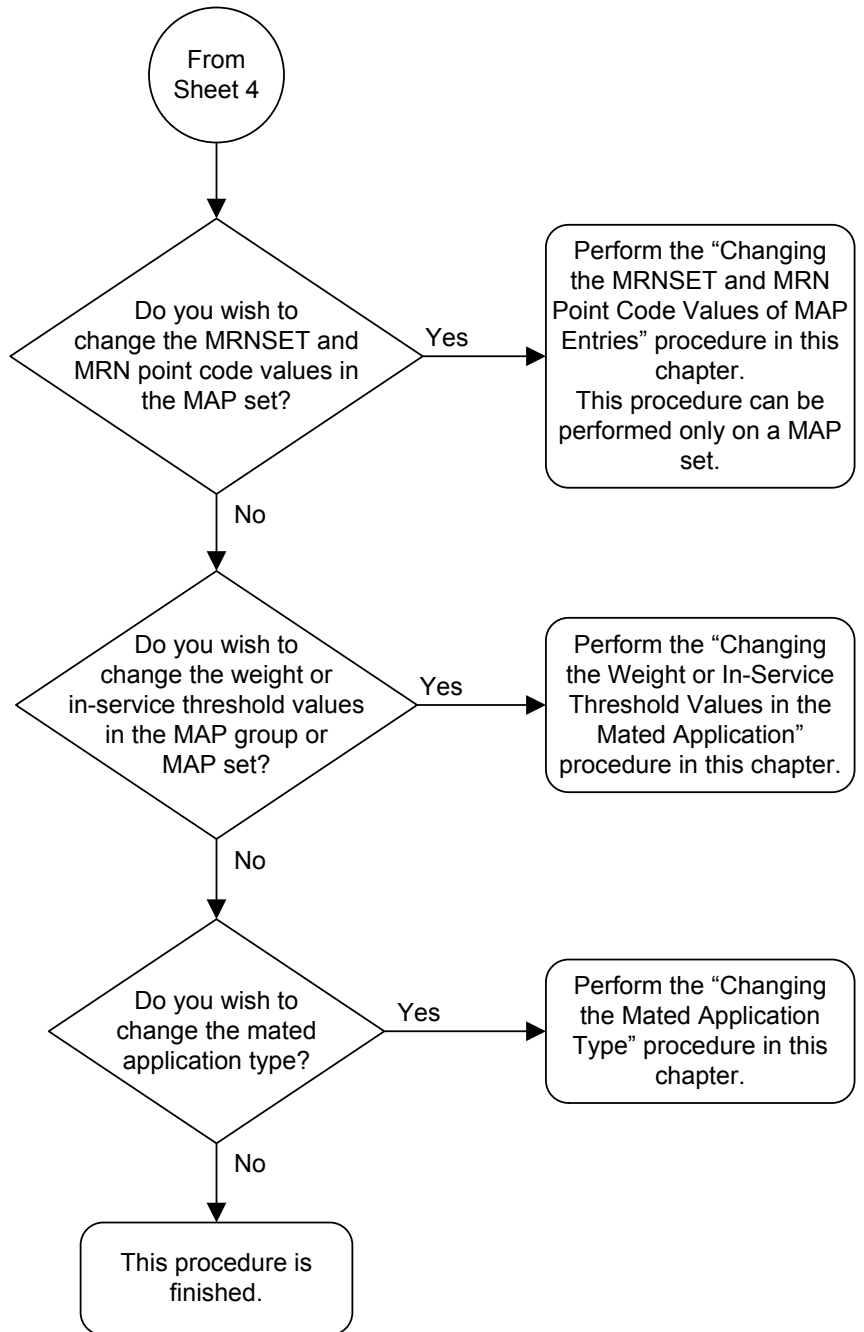 From
Sheet 4
Do you wish to
change the MRNSET and
MRN point code values in
the MAP set?
Yes
Perform the “Changing
the MRNSET and MRN
Point Code Values of MAP
Entries” procedure in this
chapter.
This procedure can be
performed only on a MAP
set.
No
Do you wish to
change the weight or
in-service threshold values
in the MAP group or
MAP set?
Yes
Perform the “Changing
the Weight or In-Service
Threshold Values in the
Mated Application”
procedure in this chapter.
No
Do you wish to
change the mated
application type?
Yes
Perform the “Changing
the Mated Application
Type” procedure in this
chapter.
No
This procedure is
finished.